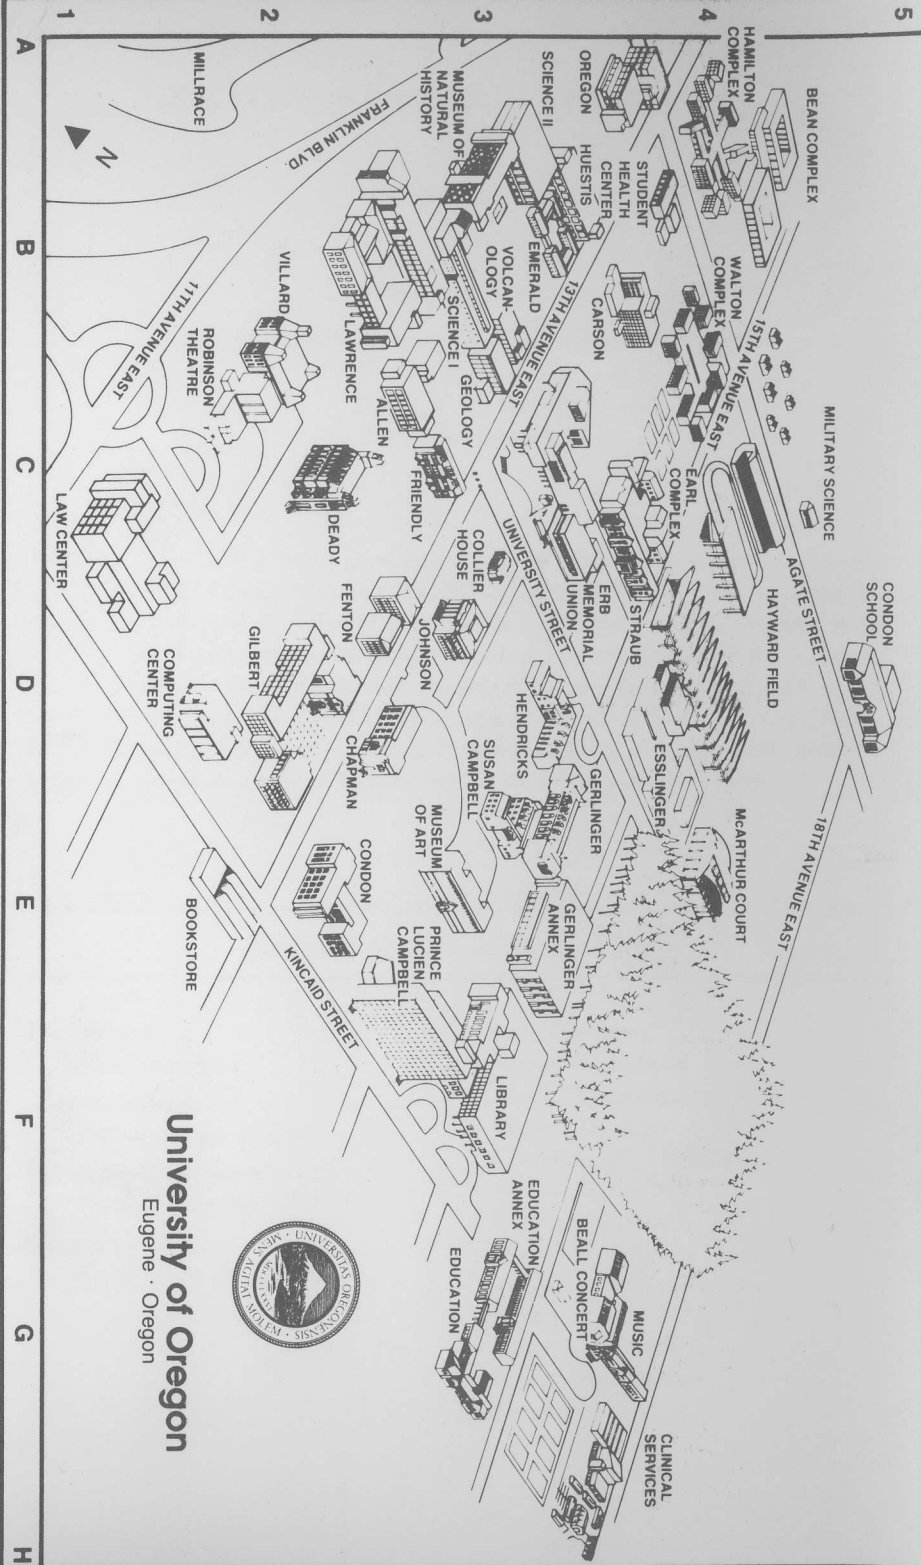 1
2
3
4
5
A
B
C
D
E
F
G
H
HAMILTON
COMPLEX
BEAN COMPLEX
OREGON
SCIENCE II
MUSEUM OF
NATURAL
HISTORY
MILLRACE
N
FRANKLIN BLVD.
HUESTIS
STUDENT
HEALTH
CENTER
EMERALD
VOLCAN-
OLOGY
SCIENCE I
13TH AVENUE EAST
CARSON
WALTON
COMPLEX
15TH AVENUE EAST
11TH AVENUE EAST
VILLARD
ROBINSON
THEATRE
LAWRENCE
ALLEN
GEOLOGY
FRIENDLY
DEADY
EARL
COMPLEX
MILITARY SCIENCE
AGATE STREET
HAYWARD FIELD
CONDON
SCHOOL
LAW CENTER
COLLIER
HOUSE
UNIVERSITY STREET
ERB
MEMORIAL
UNION
STRAUB
FENTON
JOHNSON
GILBERT
COMPUTING
CENTER
CHAPMAN
HENDRICKS
SUSAN
CAMPBELL
GERLINGER
ESSLINGER
McARTHUR COURT
18TH AVENUE EAST
MUSEUM
OF ART
CONDON
BOOKSTORE
GERLINGER
ANNEX
PRINCE
LUCIEN
CAMPBELL
KINCAID STREET
LIBRARY
EDUCATION
ANNEX
EDUCATION
BEALL CONCERT
MUSIC
CLINICAL
SERVICES
UNIVERSITAS OREGONENSIS
MENS AGITAT MOLEM
University of Oregon
Eugene · Oregon